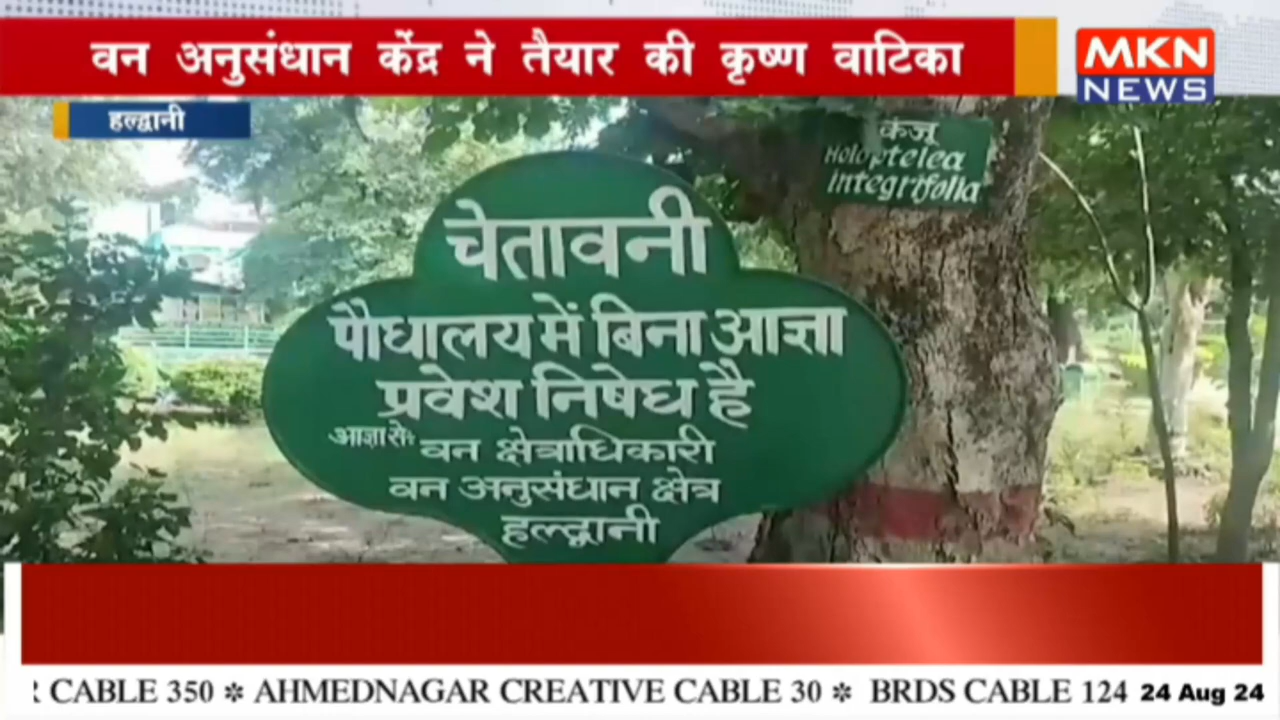 वन अनुसंधान केंद्र ने तैयार की कृष्ण वाटिका
MKN
NEWS
हल्द्वानी
कंजू
Holoptelea
Integrifolia
चेतावनी
पौधालय में बिना आज्ञा
प्रवेश निषेध है
आज्ञा से: वन क्षेत्राधिकारी
वन अनुसंधान क्षेत्र
हल्द्वानी
R CABLE 350 ❇ AHMEDNAGAR CREATIVE CABLE 30 ❇ BRDS CABLE 124 24 Aug 24